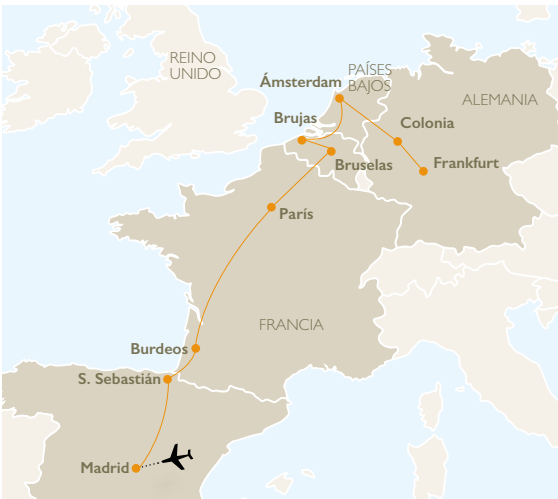 REINO
UNIDO
PAÍSES
BAJOS
Ámsterdam
ALEMANIA
Brujas
Colonia
Bruselas
Frankfurt
París
FRANCIA
Burdeos
S. Sebastián
Madrid